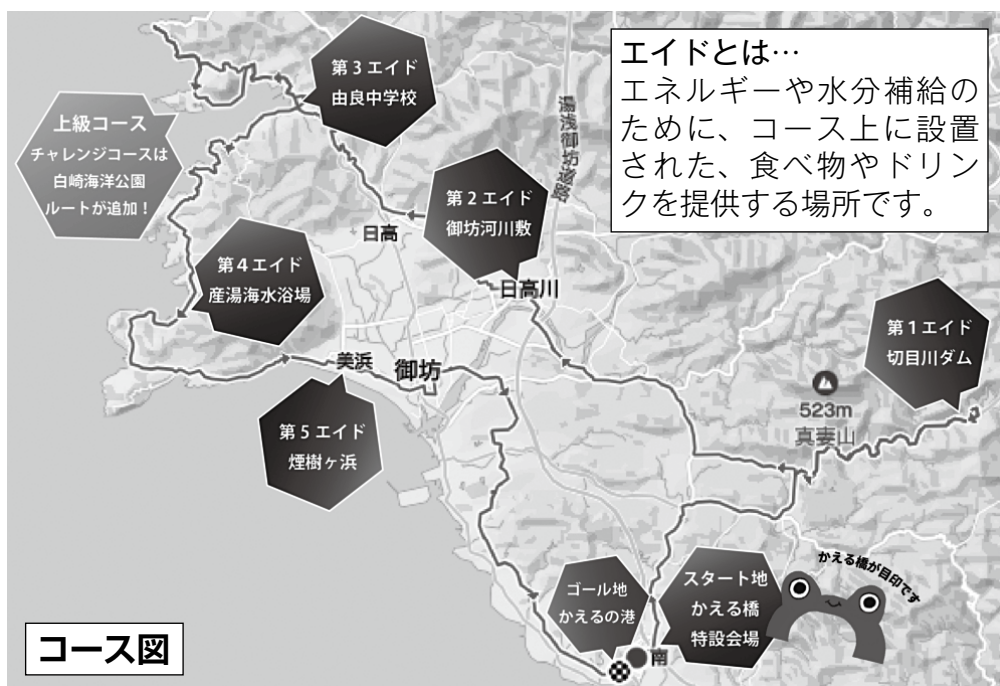 エイドとは…
エネルギーや水分補給の
ために、コース上に設置
された、食べ物やドリン
クを提供する場所です。
第3エイド
由良中学校
上級コース
チャレンジコースは
白崎海洋公園
ルートが追加！
湯浅御坊道路
第2エイド
御坊河川敷
日高
第4エイド
産湯海水浴場
日高川
第1エイド
切目川ダム
美浜
御坊
523m
真妻山
第5エイド
煙樹ヶ浜
かえる橋が目印です
ゴール地
かえるの港
スタート地
かえる橋
特設会場
南
コース図